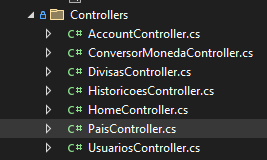 Controllers
C# AccountController.cs
C# ConversorMonedaController.cs
C# DivisasController.cs
C# HistoricoesController.cs
C# HomeController.cs
C# PaisController.cs
C# UsuariosController.cs